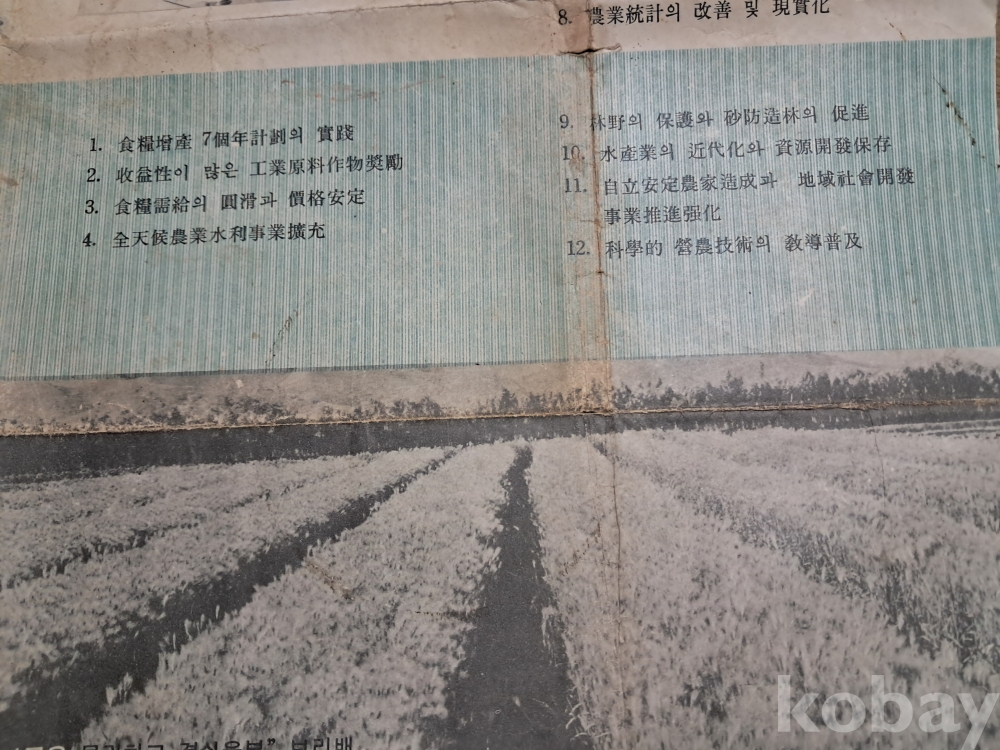 8. 農業統計의 改善 및 現實化
1. 食糧增產 7個年計劃의 實踐
2. 收益性이 많은 工業原料作物奬勵
3. 食糧需給의 圓滑과 價格安定
4. 全天候農業水利事業擴充
9. 林野의 保護와 砂防造林의 促進
10. 水產業의 近代化와 資源開發保存
11. 自立安定農家造成과 地域社會開發
事業推進强化
12. 科學的 營農技術의 敎導普及
kobay